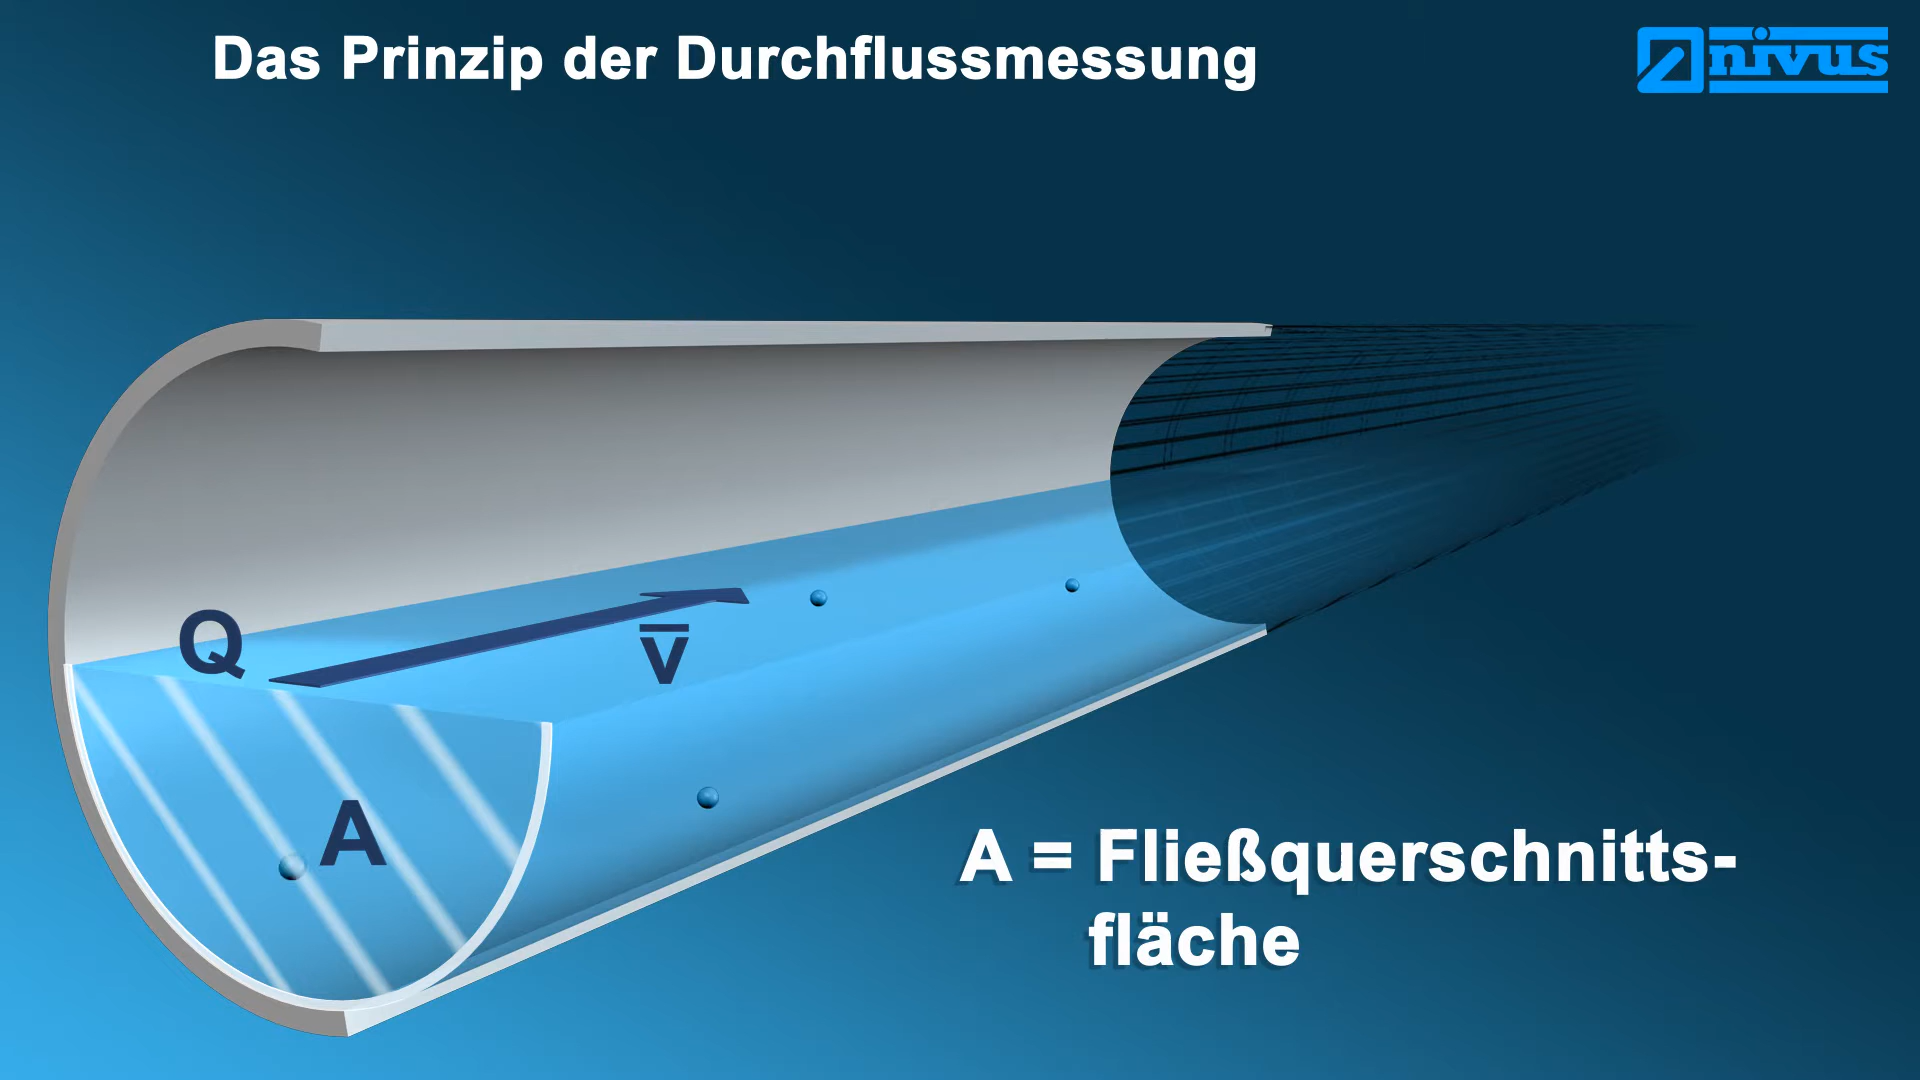 Das Prinzip der Durchflussmessung
nivus
Q
v̅
A
A = Fließquerschnitts-
fläche